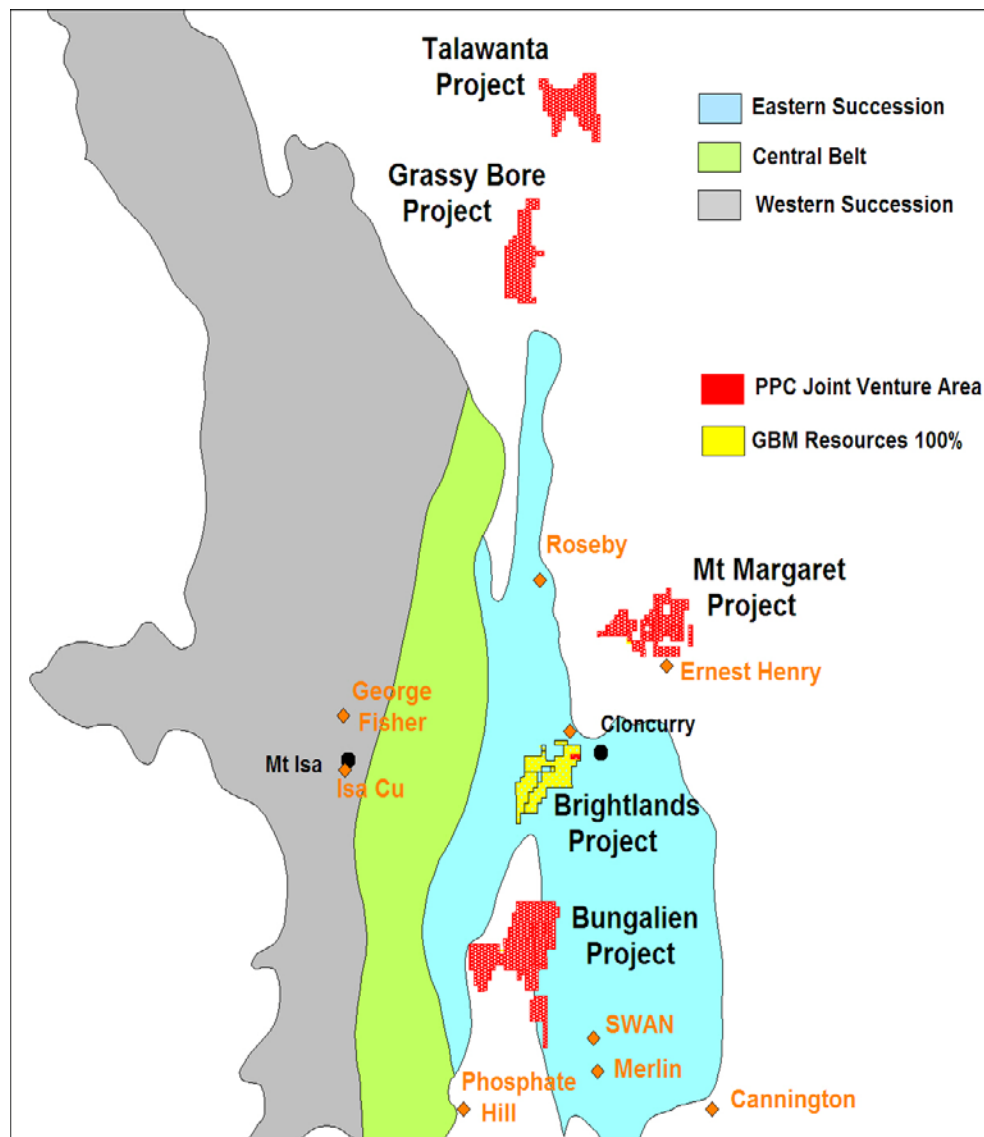 Talawanta
Project
Eastern Succession
Central Belt
Grassy Bore
Project
Western Succession
PPC Joint Venture Area
GBM Resources 100%
Roseby
Mt Margaret
Project
Ernest Henry
George
Fisher
Cloncurry
Mt Isa
Isa Cu
Brightlands
Project
Bungalien
Project
SWAN
Merlin
Phosphate
Hill
Cannington